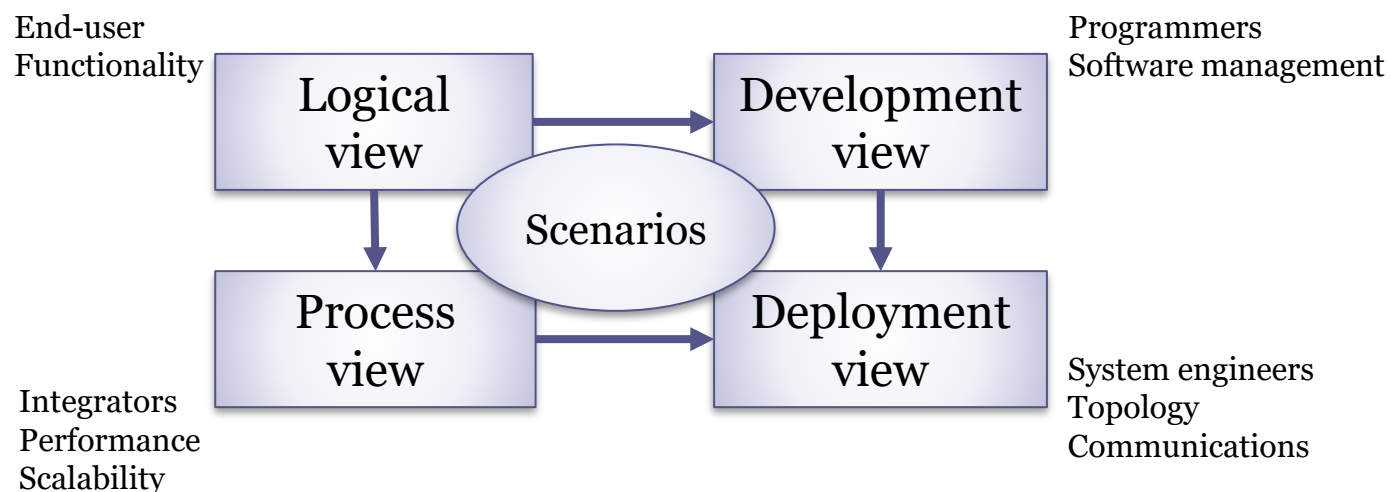 End-user
Functionality
Programmers
Software management
Logical
view
Development
view
Scenarios
Process
view
Deployment
view
Integrators
Performance
Scalability
System engineers
Topology
Communications